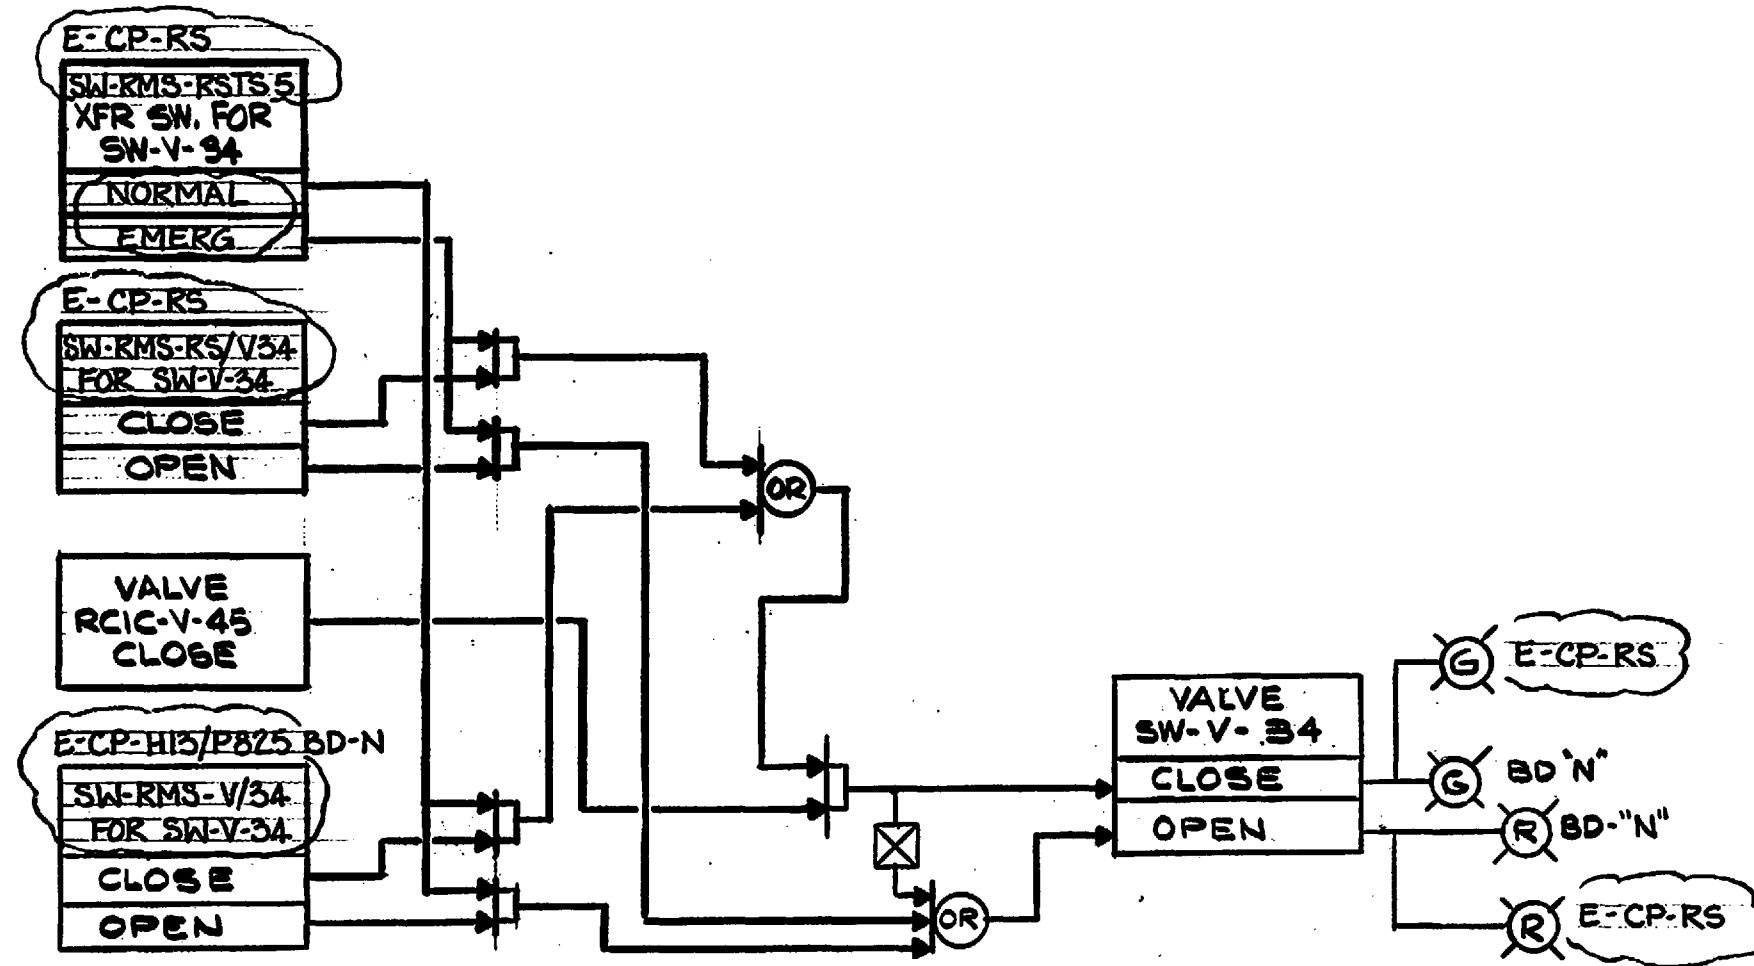 E-CP-RS
SW-RMS-RSTS 5
XFR SW. FOR
SW-V-34
NORMAL
EMERG
E-CP-RS
SW-RMS-RS/V34
FOR SW-V-34
CLOSE
OPEN
OR
VALVE
RCIC-V-45
CLOSE
E-CP-H13/P825 BD-N
SW-RMS-V/34
FOR SW-V-34
CLOSE
OPEN
OR
VALVE
SW-V-34
CLOSE
OPEN
G E-CP-RS
G BD "N"
R BD-"N"
R E-CP-RS